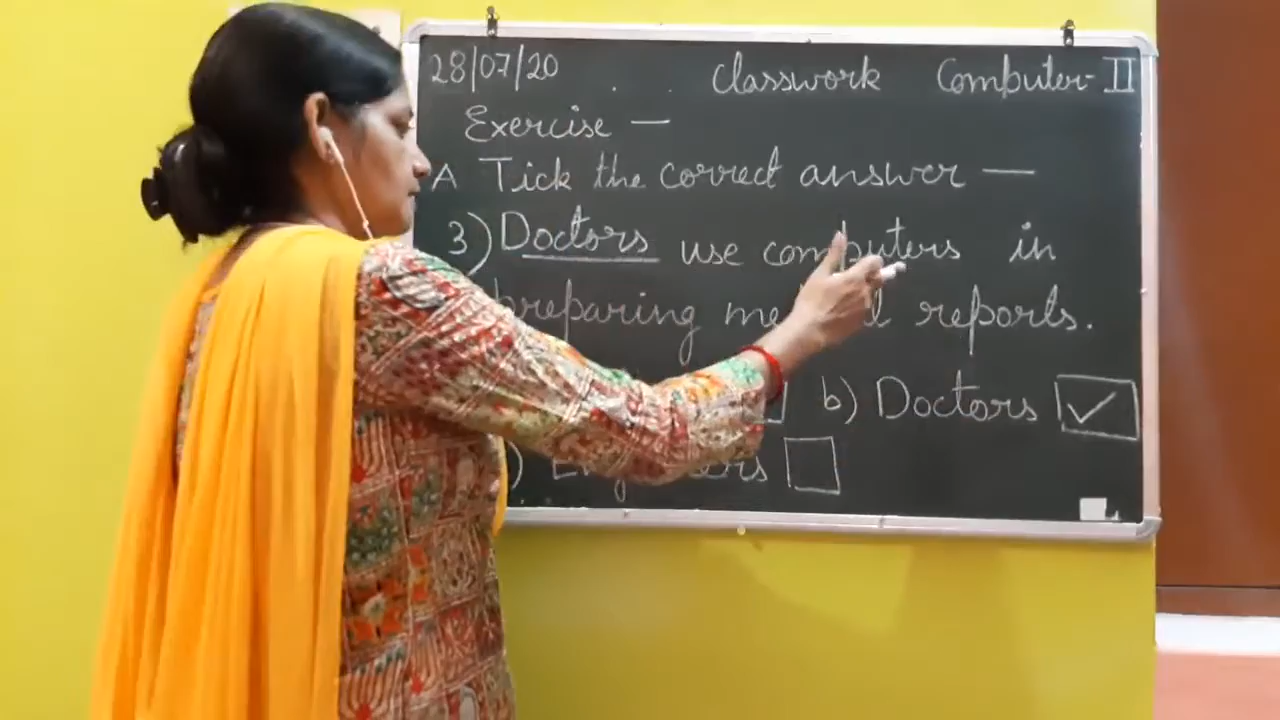 28/07/20 Classwork Computer-II
Exercise —
A Tick the correct answer —
3) Doctors use computers in
preparing reports.
b) Doctors ✓